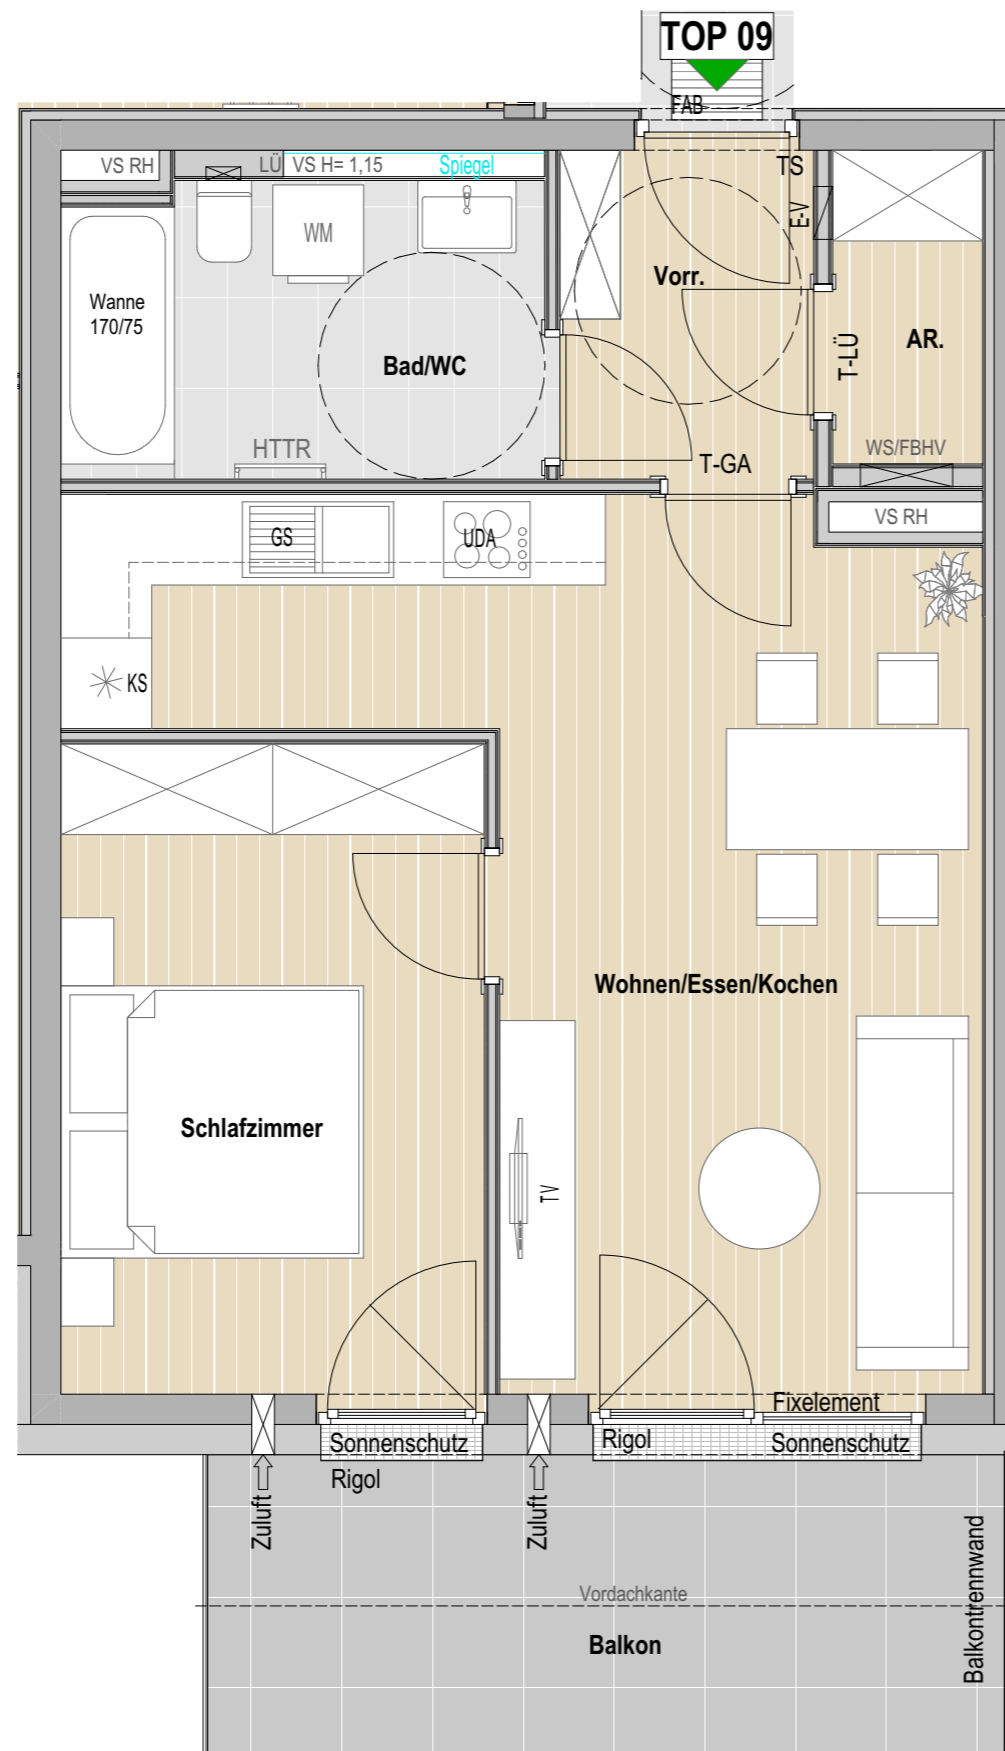 TOP 09
FAB
VS RH
LÜ
VS H= 1,15
Spiegel
TS
E-V
WM
Vorr.
Wanne
170/75
Bad/WC
T-LÜ
AR.
HTTR
T-GA
WS/FBHV
VS RH
GS
UDA
KS
Wohnen/Essen/Kochen
Schlafzimmer
TV
Fixelement
Sonnenschutz
Rigol
Sonnenschutz
Rigol
Zuluft
Zuluft
Balkontrennwand
Vordachkante
Balkon